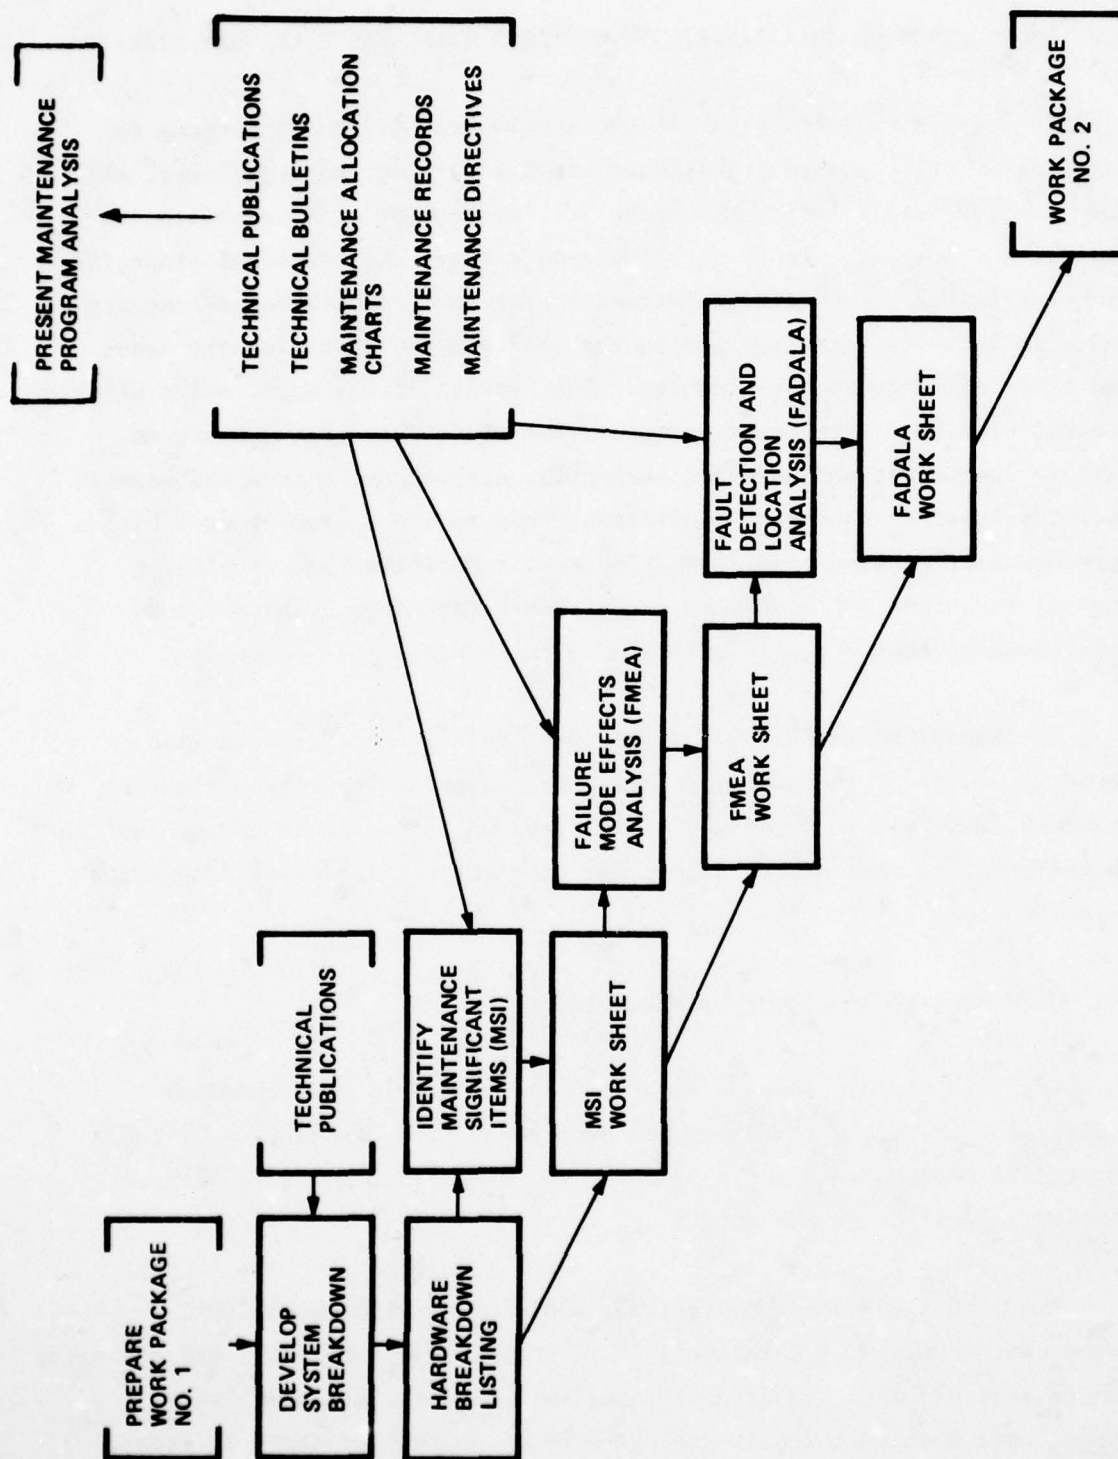 PREPARE
WORK PACKAGE
NO. 1
DEVELOP
SYSTEM
BREAKDOWN
HARDWARE
BREAKDOWN
LISTING
TECHNICAL
PUBLICATIONS
IDENTIFY
MAINTENANCE
SIGNIFICANT
ITEMS (MSI)
MSI
WORK SHEET
FAILURE
MODE EFFECTS
ANALYSIS (FMEA)
FMEA
WORK SHEET
PRESENT MAINTENANCE
PROGRAM ANALYSIS
TECHNICAL PUBLICATIONS
TECHNICAL BULLETINS
MAINTENANCE ALLOCATION
CHARTS
MAINTENANCE RECORDS
MAINTENANCE DIRECTIVES
FAULT
DETECTION AND
LOCATION
ANALYSIS (FADALA)
FADALA
WORK SHEET
WORK PACKAGE
NO. 2